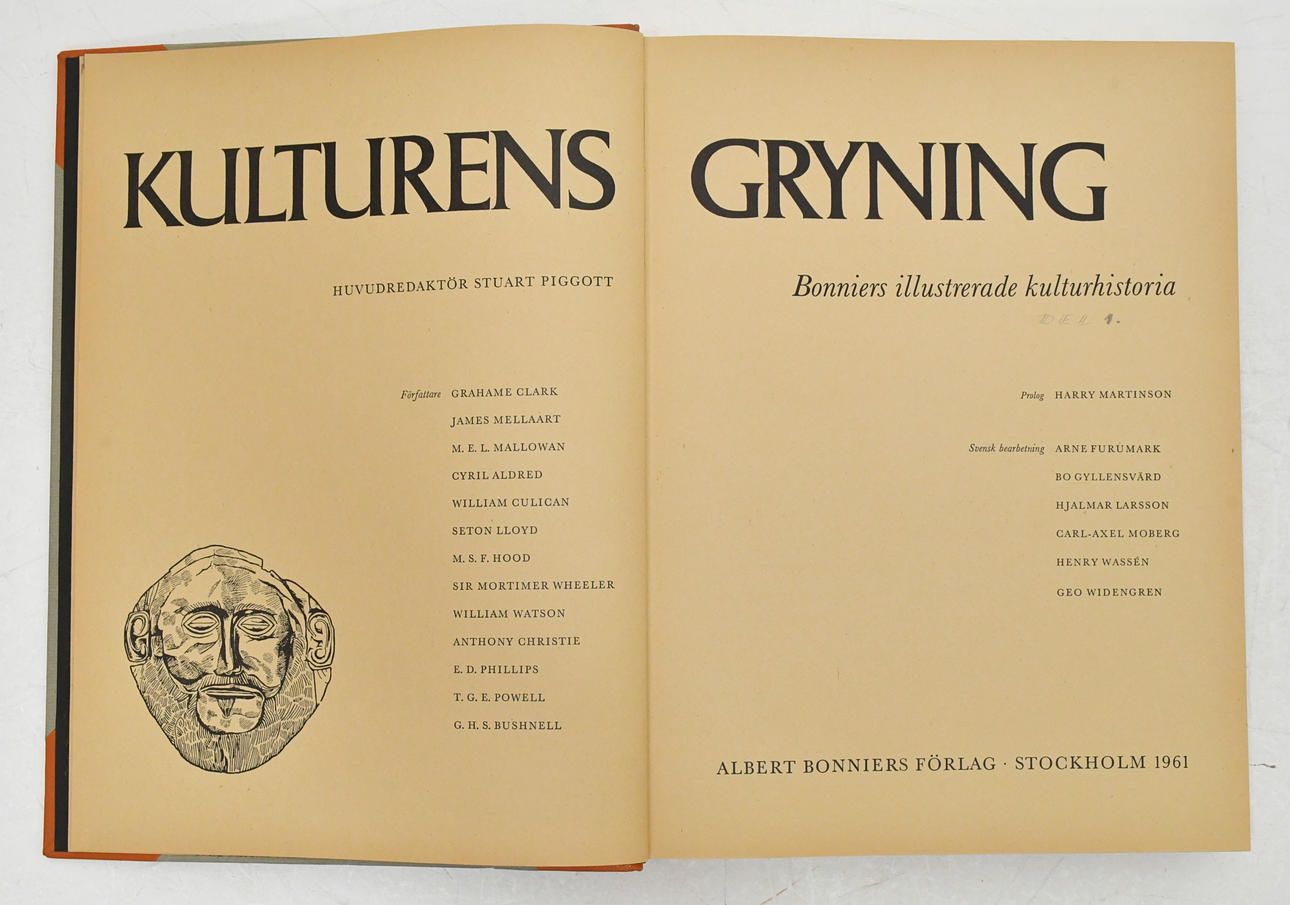 KULTURENS GRYNING
HUVUDREDAKTÖR STUART PIGGOTT
Författare GRAHAME CLARK
JAMES MELLAART
M. E. L. MALLOWAN
CYRIL ALDRED
WILLIAM CULICAN
SETON LLOYD
M. S. F. HOOD
SIR MORTIMER WHEELER
WILLIAM WATSON
ANTHONY CHRISTIE
E. D. PHILLIPS
T. G. E. POWELL
G. H. S. BUSHNELL
Bonniers illustrerade kulturhistoria
DEL 1.
Prolog HARRY MARTINSON
Svensk bearbetning ARNE FURUMARK
BO GYLLENSVÄRD
HJALMAR LARSSON
CARL-AXEL MOBERG
HENRY WASSÉN
GEO WIDENGREN
ALBERT BONNIERS FÖRLAG · STOCKHOLM 1961